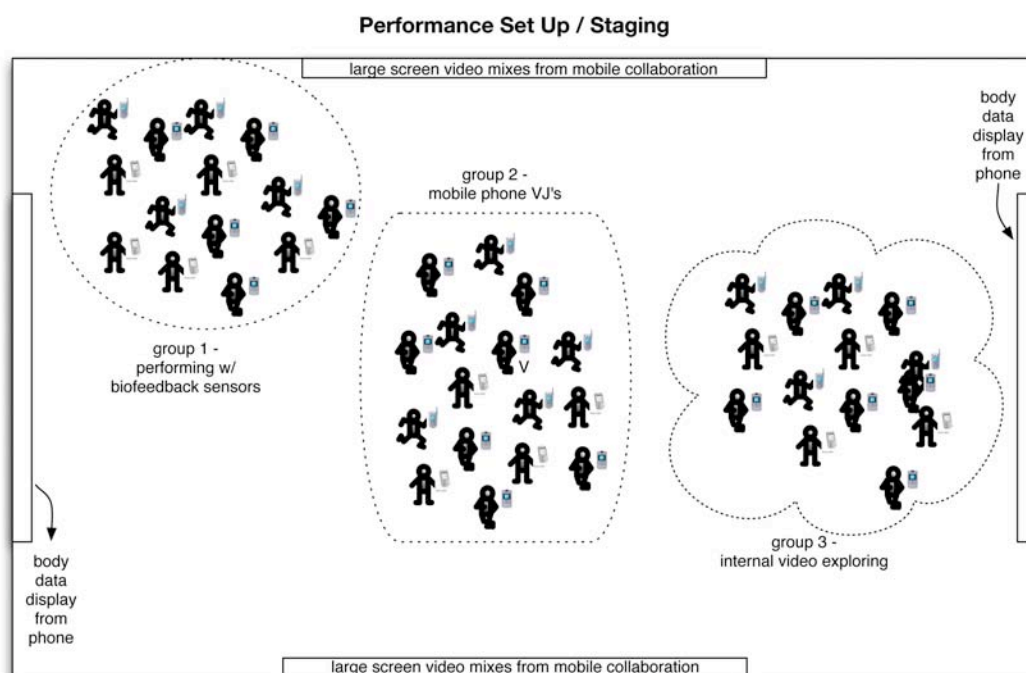 Performance Set Up / Staging
large screen video mixes from mobile collaboration
body
data
display
from
phone
group 2 -
mobile phone VJ's
group 1 -
performing w/
biofeedback sensors
V
group 3 -
internal video exploring
body
data
display
from
phone
large screen video mixes from mobile collaboration